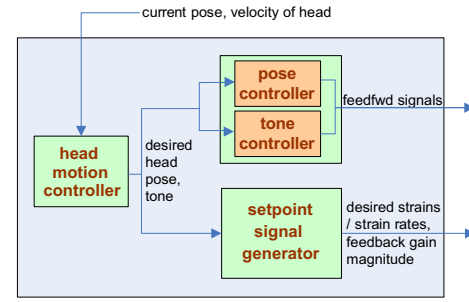 current pose, velocity of head
pose
controller
tone
controller
feedfwd signals
head
motion
controller
desired
head
pose,
tone
setpoint
signal
generator
desired strains
/ strain rates,
feedback gain
magnitude